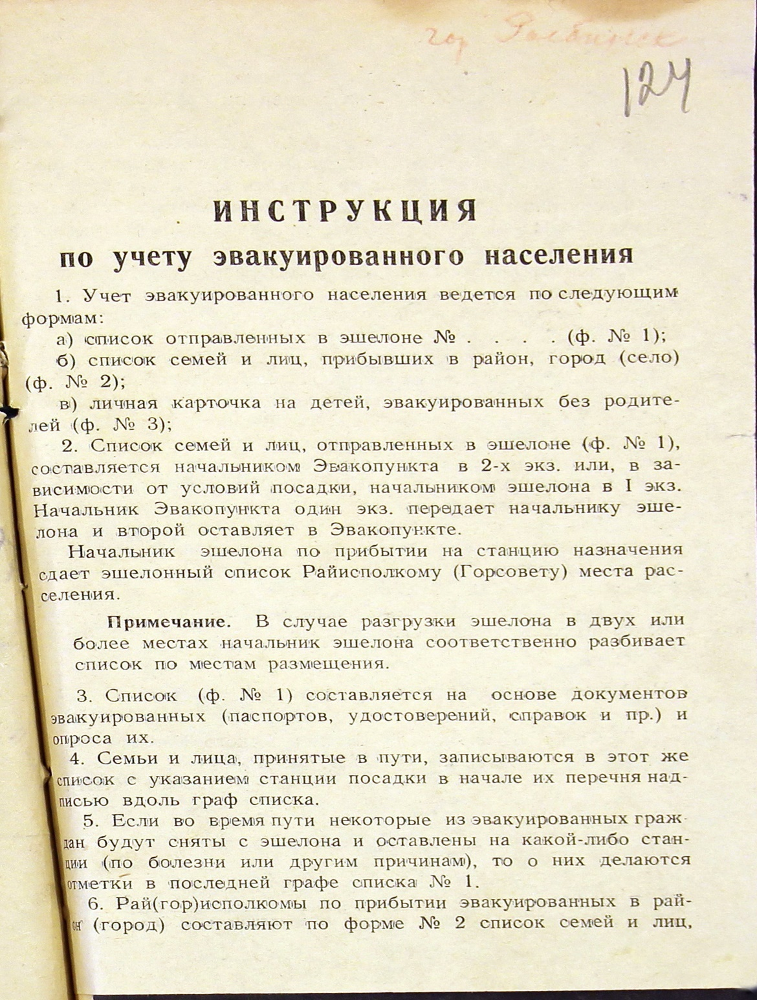 гор
124
ИНСТРУКЦИЯ
по учету эвакуированного населения
1. Учет эвакуированного населения ведется по следующим
формам:
а) список отправленных в эшелоне № . . . . (ф. № 1);
б) список семей и лиц, прибывших в район, город (село)
(ф. № 2);
в) личная карточка на детей, эвакуированных без родите-
лей (ф. № 3);
2. Список семей и лиц, отправленных в эшелоне (ф. № 1),
составляется начальником Эвакопункта в 2-х экз. или, в за-
висимости от условий посадки, начальником эшелона в I экз.
Начальник Эвакопункта один экз. передает начальнику эше-
лона и второй оставляет в Эвакопункте.
Начальник эшелона по прибытии на станцию назначения
сдает эшелонный список Райисполкому (Горсовету) места рас-
селения.
Примечание. В случае разгрузки эшелона в двух или
более местах начальник эшелона соответственно разбивает
список по местам размещения.
3. Список (ф. № 1) составляется на основе документов
эвакуированных (паспортов, удостоверений, справок и пр.) и
опроса их.
4. Семьи и лица, принятые в пути, записываются в этот же
список с указанием станции посадки в начале их перечня над-
писью вдоль граф списка.
5. Если во время пути некоторые из эвакуированных граж-
дан будут сняты с эшелона и оставлены на какой-либо стан-
ции (по болезни или другим причинам), то о них делаются
отметки в последней графе списка № 1.
6. Рай(гор)исполкомы по прибытии эвакуированных в рай-
он (город) составляют по форме № 2 список семей и лиц,